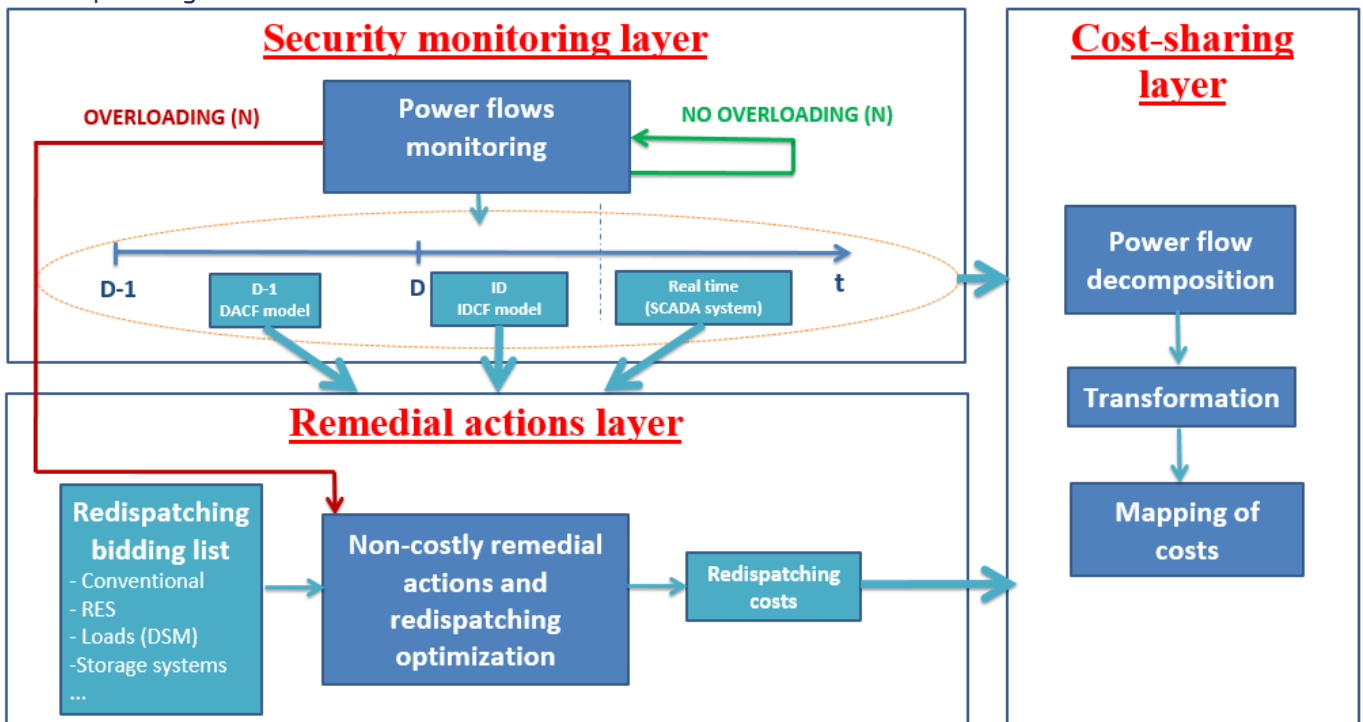 Security monitoring layer
OVERLOADING (N)
Power flows
monitoring
NO OVERLOADING (N)
D-1
D-1
DACF model
D
ID
IDCF model
Real time
(SCADA system)
t
Remedial actions layer
Redispatching
bidding list
- Conventional
- RES
- Loads (DSM)
-Storage systems
...
Non-costly remedial
actions and
redispatching
optimization
Redispatching
costs
Cost-sharing
layer
Power flow
decomposition
Transformation
Mapping of
costs